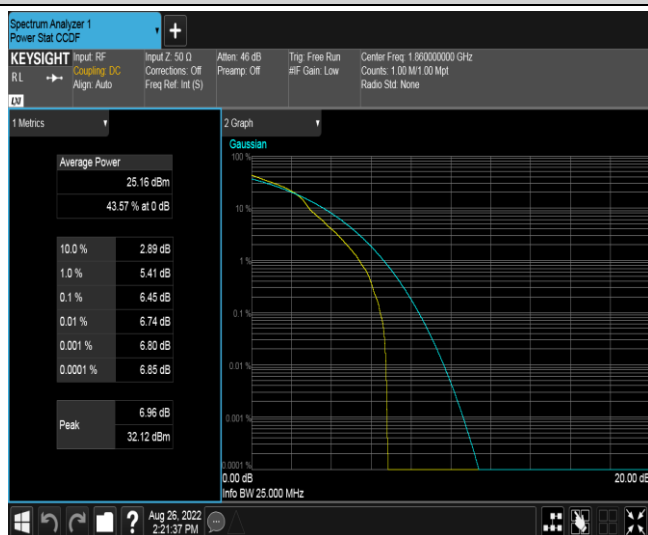 Spectrum Analyzer 1
Power Stat CCDF
KEYSIGHT
RL
LXI
Input: RF
Coupling: DC
Align: Auto
Input Z: 50 Ω
Corrections: Off
Freq Ref: Int (S)
Atten: 46 dB
Preamp: Off
Trig: Free Run
#IF Gain: Low
Center Freq: 1.860000000 GHz
Counts: 1.00 M/1.00 Mpt
Radio Std: None
1 Metrics
Average Power
25.16 dBm
43.57 % at 0 dB
10.0 % 2.89 dB
1.0 % 5.41 dB
0.1 % 6.45 dB
0.01 % 6.74 dB
0.001 % 6.80 dB
0.0001 % 6.85 dB
Peak 6.96 dB
32.12 dBm
2 Graph
Gaussian
100 %
10 %
1 %
0.1 %
0.01 %
0.001 %
0.0001 %
0.00 dB 20.00 dB
Info BW 25.000 MHz
Aug 26, 2022
2:21:37 PM